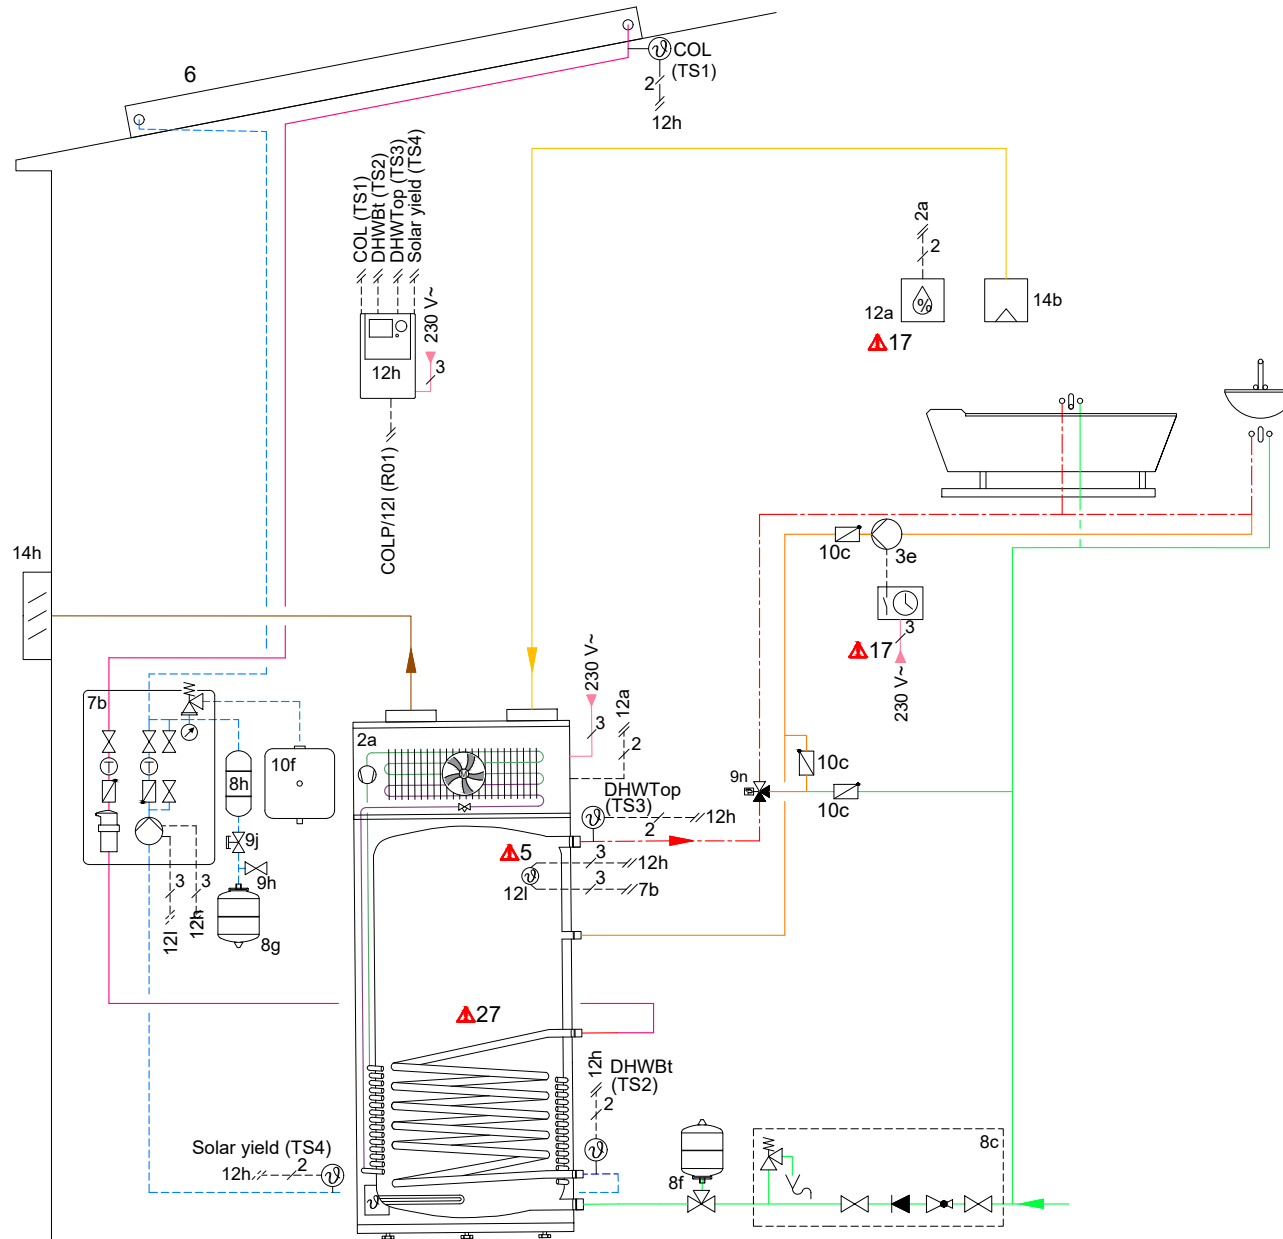 COL
(TS1)
6
2
12h
COL (TS1)
DHWBt (TS2)
DHWTop (TS3)
Solar yield (TS4)
230 V~
3
12h
COLP/12l (R01)
2a
2
%
12a
14b
17
14h
10c
3e
3
17
230 V~
7b
T
T
10f
8h
9j
9h
8g
3
3
12l
12h
2a
M
230 V~
3
12a
2
DHWTop
(TS3)
2
12h
9n
10c
10c
5
3
12h
12l
3
7b
27
12h
2
DHWBt
(TS2)
Solar yield (TS4)
12h
2
8f
8c